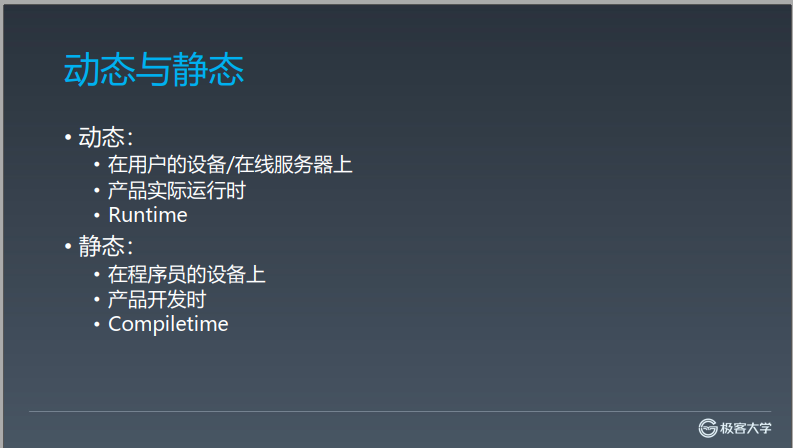 动态与静态
• 动态：
• 在用户的设备/在线服务器上
• 产品实际运行时
• Runtime
• 静态：
• 在程序员的设备上
• 产品开发时
• Compiletime
极客大学